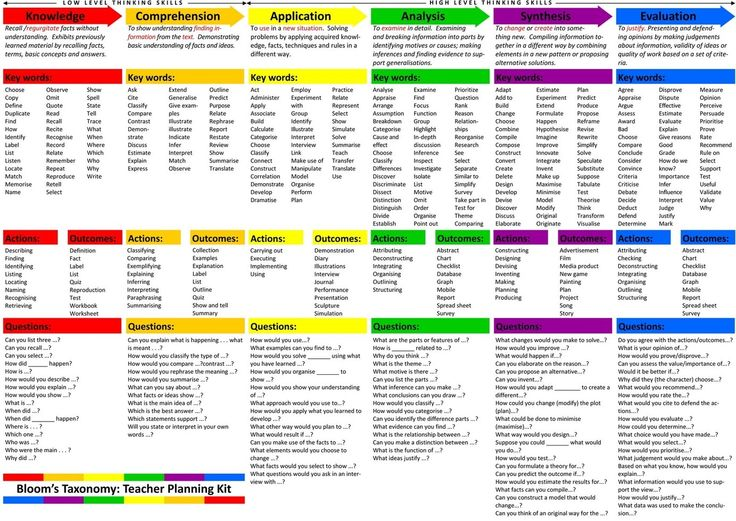 LOW LEVEL THINKING SKILLS
HIGH LEVEL THINKING SKILLS
Knowledge
Recall /regurgitate facts without
understanding. Exhibits previously
learned material by recalling facts,
terms, basic concepts and answers.
Key words:
Choose Observe Show
Copy Omit Spell
Define Quote State
Duplicate Read Tell
Find Recall Trace
How Recite What
Identify Recognise When
Label Record Where
List Relate Which
Listen Remember Who
Locate Repeat Why
Match Reproduce Write
Memorise Retell
Name Select
Actions: Outcomes:
Describing Definition
Finding Fact
Identifying Label
Listing List
Locating Quiz
Naming Reproduction
Recognising Test
Retrieving Workbook
Worksheet
Questions:
Can you list three ...?
Can you recall ...?
Can you select ...?
How did ______ happen?
How is ...?
How would you describe ...?
How would you explain ...?
How would you show ...?
What is ...?
When did ...?
When did ______ happen?
Where is . . . ?
Which one ...?
Who was ...?
Who were the main . . . ?
Why did ...?
Bloom's Taxonomy: Teacher Planning Kit
Comprehension
To show understanding finding in-
formation from the text. Demonstrating
basic understanding of facts and ideas.
Key words:
Ask Extend Outline
Cite Generalise Predict
Classify Give exam- Purpose
Compare ples Relate
Contrast Illustrate Rephrase
Demon- Illustrate Report
strate Indicate Restate
Discuss Infer Review
Estimate Interpret Show
Explain Match Summarise
Express Observe Translate
Actions: Outcomes:
Classifying Collection
Comparing Examples
Exemplifying Explanation
Explaining Label
Inferring List
Interpreting Outline
Paraphrasing Quiz
Summarising Show and tell
Summary
Questions:
Can you explain what is happening . . . what
is meant . . .?
How would you classify the type of ...?
How would you compare ...?contrast ...?
How would you rephrase the meaning ...?
How would you summarise ...?
What can you say about ...?
What facts or ideas show ...?
What is the main idea of ...?
Which is the best answer ...?
Which statements support ...?
Will you state or interpret in your own
words ...?
Application
To use in a new situation. Solving
problems by applying acquired knowl-
edge, facts, techniques and rules in a
different way.
Key words:
Act Employ Practice
Administer Experiment Relate
Apply with Represent
Associate Group Select
Build Identify Show
Calculate Illustrate Simulate
Categorise Interpret Solve
Choose Interview Summarise
Classify Link Teach
Connect Make use of Transfer
Construct Manipulate Translate
Correlation Model Use
Demonstrate Organise
Develop Perform
Dramatise Plan
Actions: Outcomes:
Carrying out Demonstration
Executing Diary
Implementing Illustrations
Using Interview
Journal
Performance
Presentation
Sculpture
Simulation
Questions:
How would you use...?
What examples can you find to ...?
How would you solve _______ using what
you have learned ...?
How would you organise _______ to
show ...?
How would you show your understanding
of ...?
What approach would you use to...?
How would you apply what you learned to
develop ...?
What other way would you plan to ...?
What would result if ...?
Can you make use of the facts to ...?
What elements would you choose to
change ...?
What facts would you select to show ...?
What questions would you ask in an inter-
view with ...?
Analysis
To examine in detail. Examining
and breaking information into parts by
identifying motives or causes; making
inferences and finding evidence to sup-
port generalisations.
Key words:
Analyse Examine Prioritize
Appraise Find Question
Arrange Focus Rank
Assumption Function Reason
Breakdown Group Relation-
Categorise Highlight ships
Cause and In-depth Reorganise
effect discussion Research
Choose Inference See
Classify Inspect Select
Differences Investigate Separate
Discover Isolate Similar to
Discriminate List Simplify
Dissect Motive Survey
Distinction Omit Take part in
Distinguish Order Test for
Divide Organise Theme
Establish Point out Comparing
Actions: Outcomes:
Attributing Abstract
Deconstructing Chart
Integrating Checklist
Organising Database
Outlining Graph
Structuring Mobile
Report
Spread sheet
Survey
Questions:
What are the parts or features of ...?
How is _______ related to ...?
Why do you think ...?
What is the theme ...?
What motive is there ...?
Can you list the parts ...?
What inference can you make ...?
What conclusions can you draw ...?
How would you classify ...?
How would you categorise ...?
Can you identify the difference parts ...?
What evidence can you find ...?
What is the relationship between ...?
Can you make a distinction between ...?
What is the function of ...?
What ideas justify ...?
Synthesis
To change or create into some-
thing new. Compiling information to-
gether in a different way by combining
elements in a new pattern or proposing
alternative solutions.
Key words:
Adapt Estimate Plan
Add to Experiment Predict
Build Extend Produce
Change Formulate Propose
Choose Happen Reframe
Combine Hypothesise Revise
Compile Imagine Rewrite
Compose Improve Simplify
Construct Innovate Solve
Convert Integrate Speculate
Create Invent Substitute
Delete Make up Suppose
Design Maximise Tabulate
Develop Minimise Test
Devise Model Theorise
Discover Modify Think
Discuss Original Transform
Elaborate Originate Visualise
Actions: Outcomes:
Constructing Advertisement
Designing Film
Devising Media product
Inventing New game
Making Painting
Planning Plan
Producing Project
Song
Story
Questions:
What changes would you make to solve...?
How would you improve ...?
What would happen if...?
Can you elaborate on the reason...?
Can you propose an alternative...?
Can you invent...?
How would you adapt ________ to create a
different...?
How could you change (modify) the plot
(plan)...?
What could be done to minimise
(maximise)...?
What way would you design...?
Suppose you could _______ what would
you do...?
How would you test...?
Can you formulate a theory for...?
Can you predict the outcome if...?
How would you estimate the results for...?
What facts can you compile...?
Can you construct a model that would
change...?
Can you think of an original way for the ...?
Evaluation
To justify. Presenting and defend-
ing opinions by making judgements
about information, validity of ideas or
quality of work based on a set of crite-
ria.
Key words:
Agree Disprove Measure
Appraise Dispute Opinion
Argue Effective Perceive
Assess Estimate Persuade
Award Evaluate Prioritise
Bad Explain Prove
Choose Give reasons Rate
Compare Good Recommend
Conclude Grade Rule on
Consider How do we Select
Convince know? Support
Criteria Importance Test
Criticise Infer Useful
Debate Influence Validate
Decide Interpret Value
Deduct Judge Why
Defend Justify
Determine Mark
Actions: Outcomes:
Attributing Abstract
Checking Chart
Deconstructing Checklist
Integrating Database
Organising Graph
Outlining Mobile
Structuring Report
Spread sheet
Survey
Questions:
Do you agree with the actions/outcomes...?
What is your opinion of...?
How would you prove/disprove...?
Can you assess the value/importance of...?
Would it be better if...?
Why did they (the character) choose...?
What would you recommend...?
How would you rate the...?
What would you cite to defend the ac-
tions...?
How would you evaluate ...?
How could you determine...?
What choice would you have made...?
What would you select...?
How would you prioritise...?
What judgement would you make about...?
Based on what you know, how would you
explain...?
What information would you use to sup-
port the view...?
How would you justify...?
What data was used to make the conclu-
sion...?